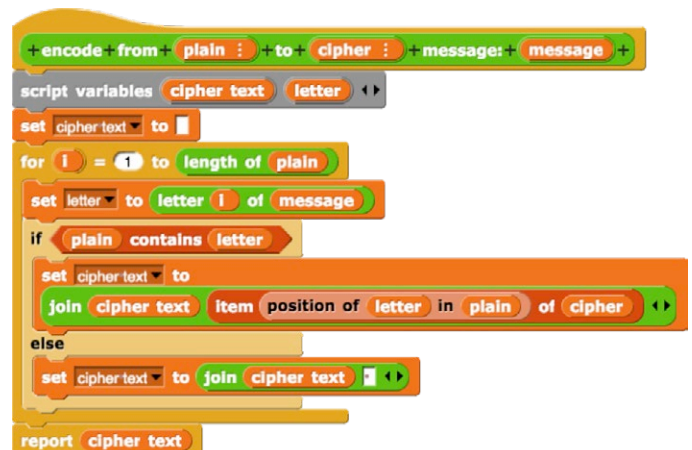 +encode+from+ plain ⋮ +to+ cipher ⋮ +message:+ message +
script variables cipher text letter
set cipher text to
for i = 1 to length of plain
set letter to letter i of message
if plain contains letter
set cipher text to
join cipher text item position of letter in plain of cipher
else
set cipher text to join cipher text
report cipher text